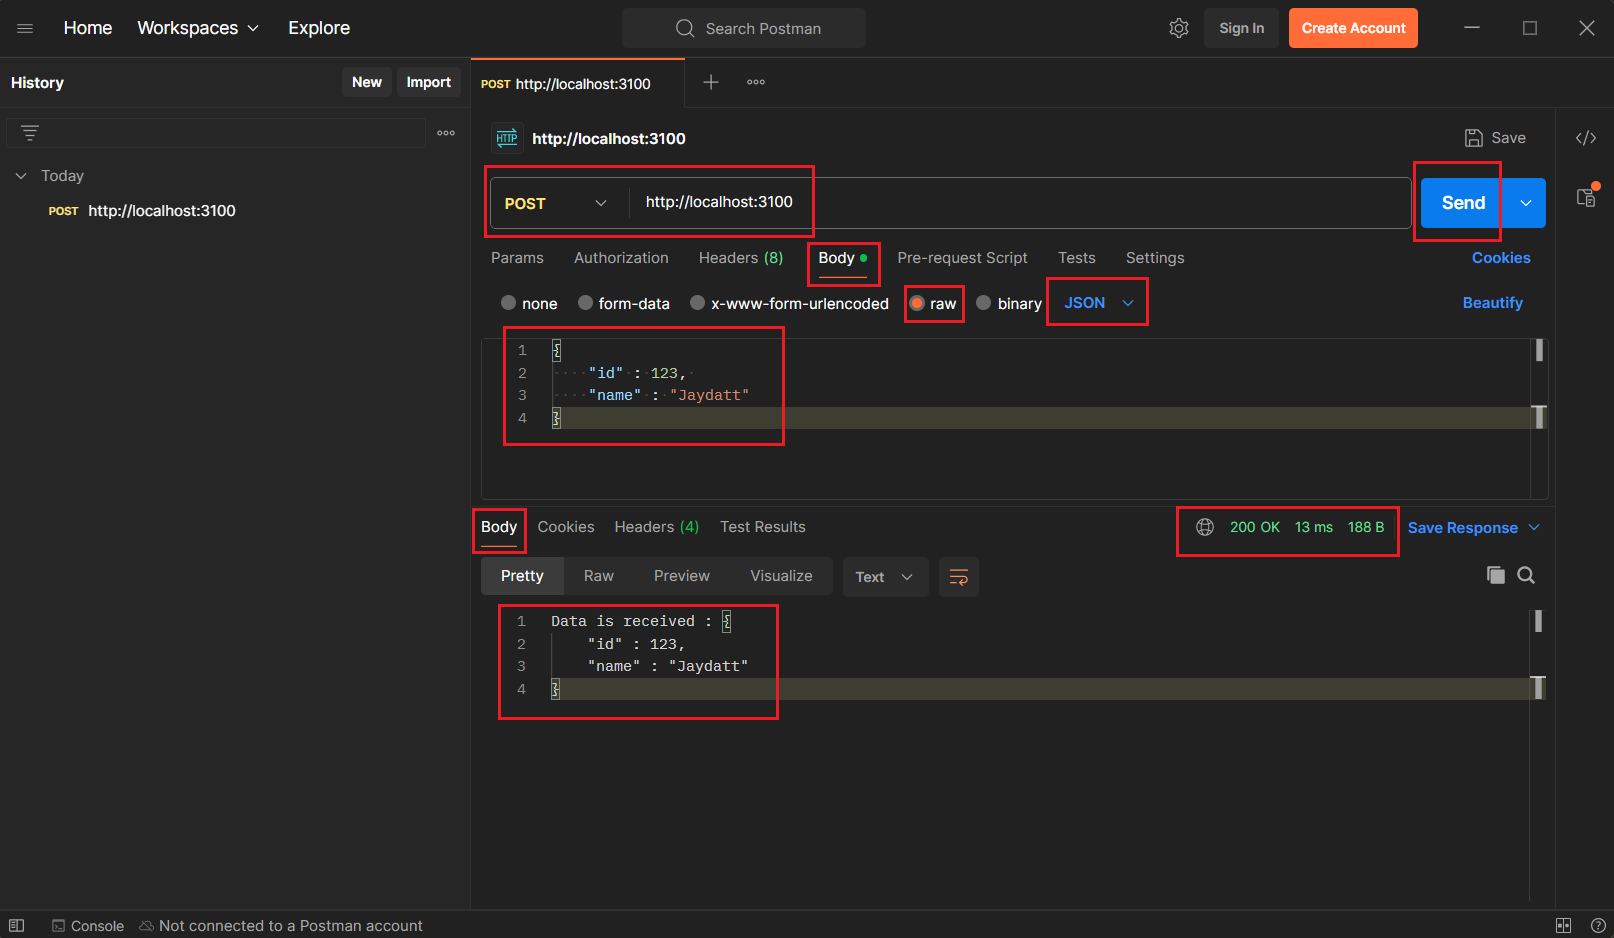 Home Workspaces Explore Search Postman Sign In Create Account
History New Import
POST http://localhost:3100
Today
POST http://localhost:3100
HTTP http://localhost:3100 Save
POST http://localhost:3100 Send
Params Authorization Headers (8) Body Pre-request Script Tests Settings Cookies
none form-data x-www-form-urlencoded raw binary JSON Beautify
1 {
2 "id" : 123,
3 "name" : "Jaydatt"
4 }
Body Cookies Headers (4) Test Results 200 OK 13 ms 188 B Save Response
Pretty Raw Preview Visualize Text
1 Data is received : {
2 "id" : 123,
3 "name" : "Jaydatt"
4 }
Console Not connected to a Postman account